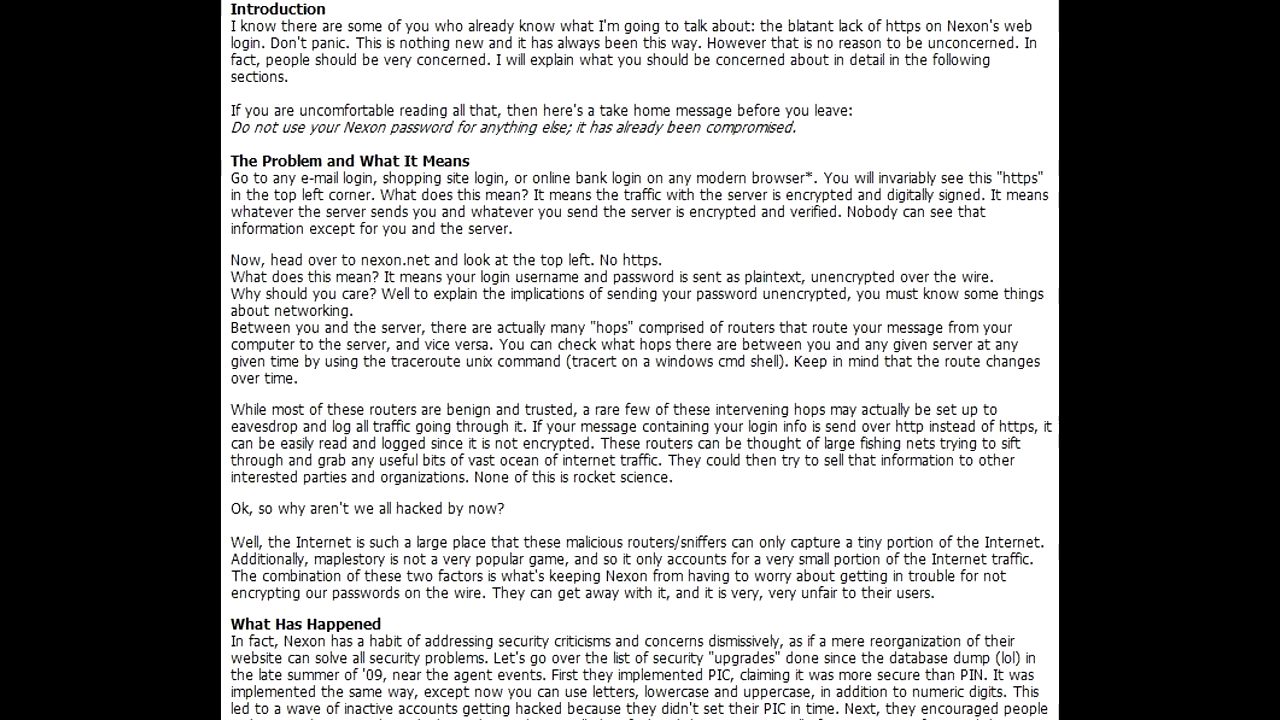 Introduction
I know there are some of you who already know what I'm going to talk about: the blatant lack of https on Nexon's web
login. Don't panic. This is nothing new and it has always been this way. However that is no reason to be unconcerned. In
fact, people should be very concerned. I will explain what you should be concerned about in detail in the following
sections.
If you are uncomfortable reading all that, then here's a take home message before you leave:
Do not use your Nexon password for anything else; it has already been compromised.
The Problem and What It Means
Go to any e-mail login, shopping site login, or online bank login on any modern browser*. You will invariably see this "https"
in the top left corner. What does this mean? It means the traffic with the server is encrypted and digitally signed. It means
whatever the server sends you and whatever you send the server is encrypted and verified. Nobody can see that
information except for you and the server.
Now, head over to nexon.net and look at the top left. No https.
What does this mean? It means your login username and password is sent as plaintext, unencrypted over the wire.
Why should you care? Well to explain the implications of sending your password unencrypted, you must know some things
about networking.
Between you and the server, there are actually many "hops" comprised of routers that route your message from your
computer to the server, and vice versa. You can check what hops there are between you and any given server at any
given time by using the traceroute unix command (tracert on a windows cmd shell). Keep in mind that the route changes
over time.
While most of these routers are benign and trusted, a rare few of these intervening hops may actually be set up to
eavesdrop and log all traffic going through it. If your message containing your login info is send over http instead of https, it
can be easily read and logged since it is not encrypted. These routers can be thought of large fishing nets trying to sift
through and grab any useful bits of vast ocean of internet traffic. They could then try to sell that information to other
interested parties and organizations. None of this is rocket science.
Ok, so why aren't we all hacked by now?
Well, the Internet is such a large place that these malicious routers/sniffers can only capture a tiny portion of the Internet.
Additionally, maplestory is not a very popular game, and so it only accounts for a very small portion of the Internet traffic.
The combination of these two factors is what's keeping Nexon from having to worry about getting in trouble for not
encrypting our passwords on the wire. They can get away with it, and it is very, very unfair to their users.
What Has Happened
In fact, Nexon has a habit of addressing security criticisms and concerns dismissively, as if a mere reorganization of their
website can solve all security problems. Let's go over the list of security "upgrades" done since the database dump (lol) in
the late summer of '09, near the agent events. First they implemented PIC, claiming it was more secure than PIN. It was
implemented the same way, except now you can use letters, lowercase and uppercase, in addition to numeric digits. This
led to a wave of inactive accounts getting hacked because they didn't set their PIC in time. Next, they encouraged people